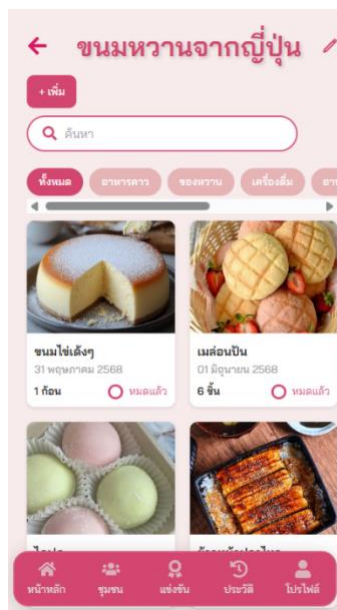 ขนมหวานจากญี่ปุ่น
+ เพิ่ม
ค้นหา
ทั้งหมด อาหารคาว ของหวาน เครื่องดื่ม
ขนมไข่เด้งๆ
31 พฤษภาคม 2568
1 ก้อน หมดแล้ว
เมล่อนปัน
01 มิถุนายน 2568
6 ชิ้น หมดแล้ว
หน้าหลัก ชุมชน แข่งขัน ประวัติ โปรไฟล์